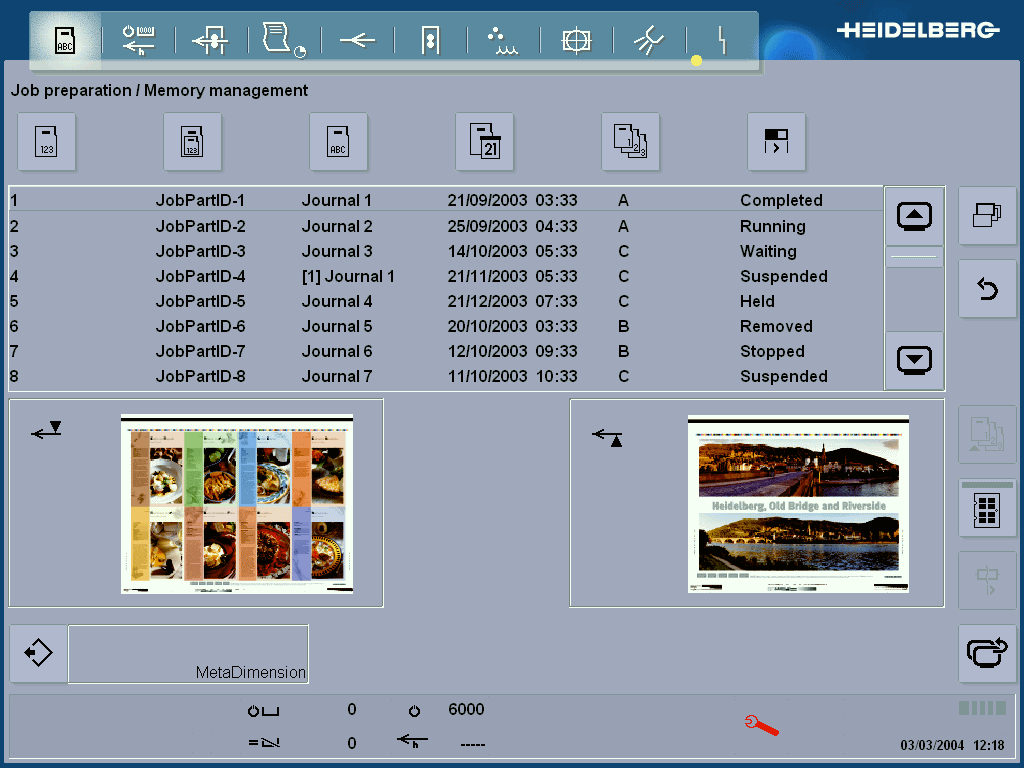 HEIDELBERG
ABC
h
Job preparation / Memory management
123
123
ABC
21
1 2 3
1 JobPartID-1 Journal 1 21/09/2003 03:33 A Completed
2 JobPartID-2 Journal 2 25/09/2003 04:33 A Running
3 JobPartID-3 Journal 3 14/10/2003 05:33 C Waiting
4 JobPartID-4 [1] Journal 1 21/11/2003 05:33 C Suspended
5 JobPartID-5 Journal 4 21/12/2003 07:33 C Held
6 JobPartID-6 Journal 5 20/10/2003 03:33 B Removed
7 JobPartID-7 Journal 6 12/10/2003 09:33 B Stopped
8 JobPartID-8 Journal 7 11/10/2003 10:33 C Suspended
Heidelberg, Old Bridge and Riverside
MetaDimension
0 6000
= 0 h -----
03/03/2004 12:18